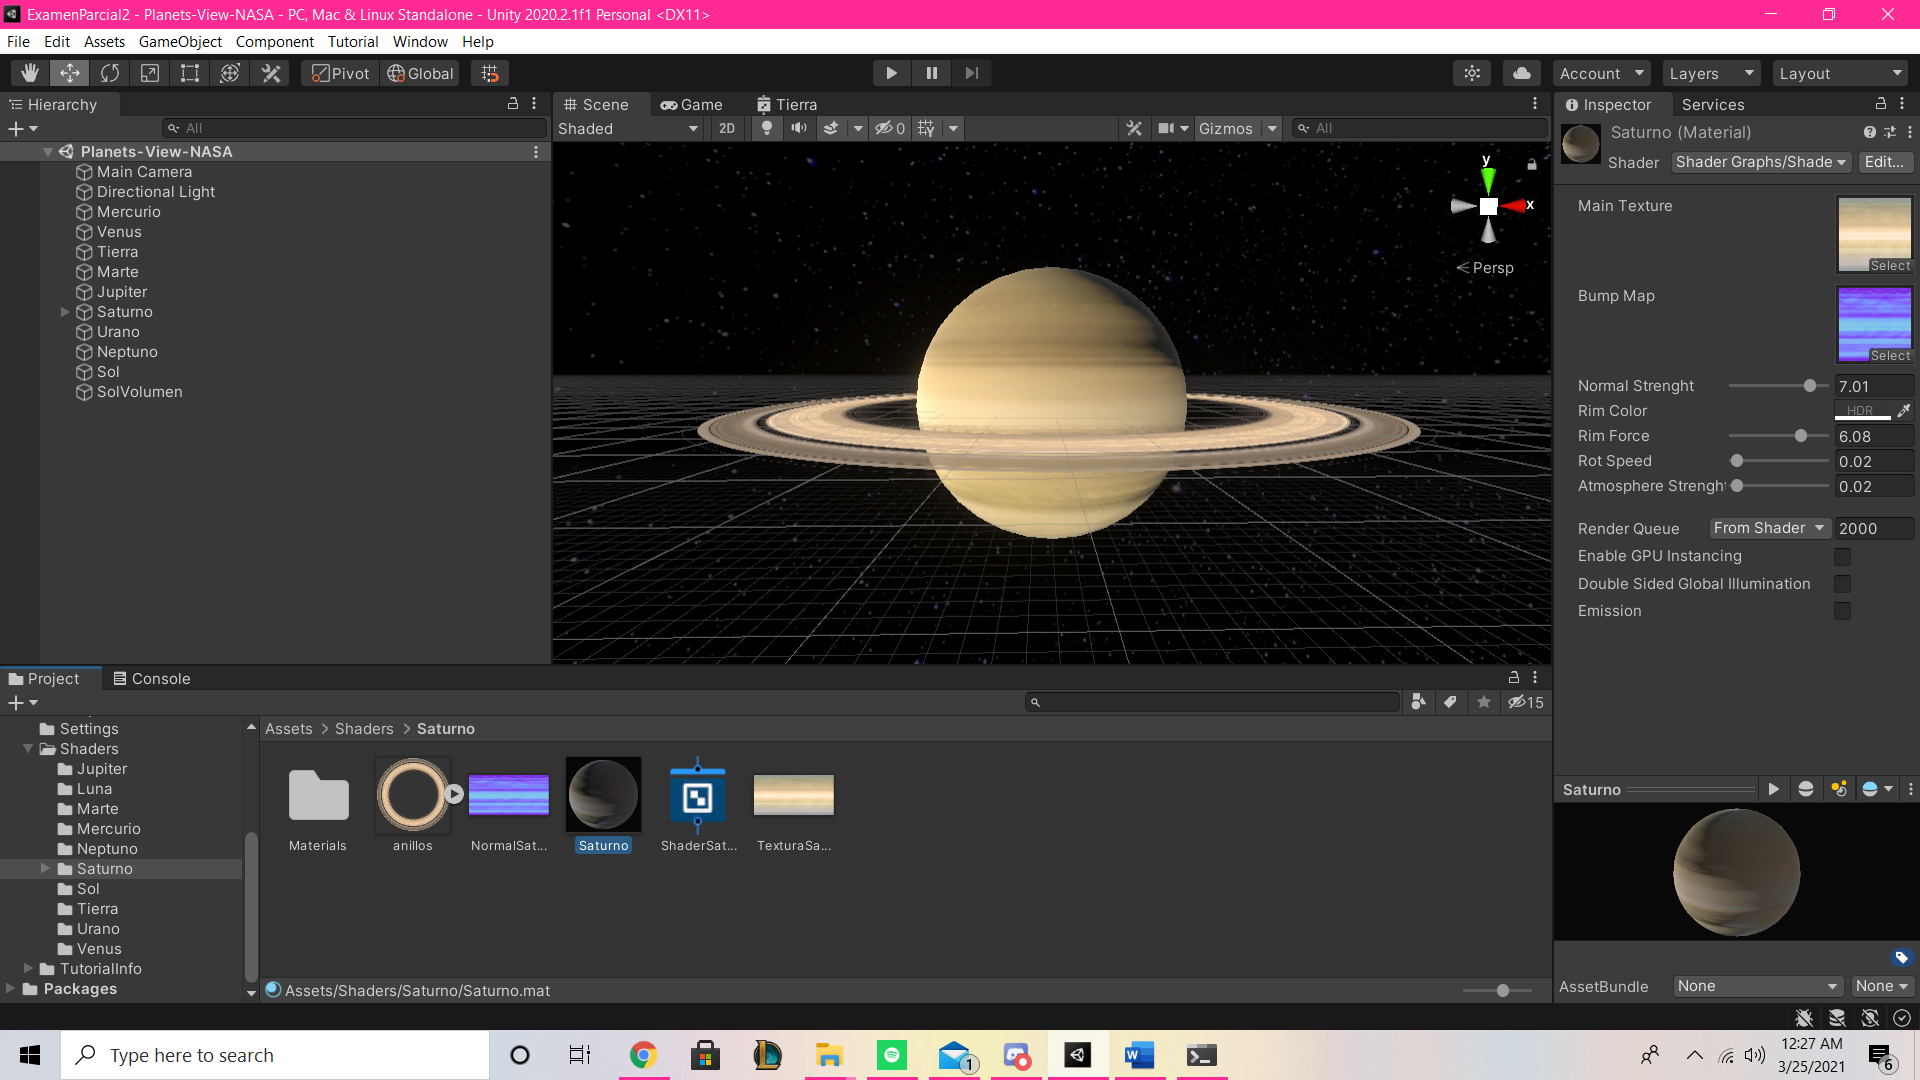 ExamenParcial2 - Planets-View-NASA - PC, Mac & Linux Standalone - Unity 2020.2.1f1 Personal <DX11>
File Edit Assets GameObject Component Tutorial Window Help
Pivot Global Account Layers Layout
Hierarchy
All
Planets-View-NASA
Main Camera
Directional Light
Mercurio
Venus
Tierra
Marte
Jupiter
Saturno
Urano
Neptuno
Sol
SolVolumen
Scene Game Tierra
Shaded 2D 0 Gizmos All
y
x
Persp
Inspector Services
Saturno (Material)
Shader Shader Graphs/Shade Edit...
Main Texture
Select
Bump Map
Select
Normal Strenght 7.01
Rim Color HDR
Rim Force 6.08
Rot Speed 0.02
Atmosphere Strenght 0.02
Render Queue From Shader 2000
Enable GPU Instancing
Double Sided Global Illumination
Emission
Project Console
15
Settings
Shaders
Jupiter
Luna
Marte
Mercurio
Neptuno
Saturno
Sol
Tierra
Urano
Venus
TutorialInfo
Packages
Assets > Shaders > Saturno
Materials anillos NormalSat... Saturno ShaderSat... TexturaSa...
Assets/Shaders/Saturno/Saturno.mat
Saturno
AssetBundle None None
Type here to search
1
12:27 AM
3/25/2021
6